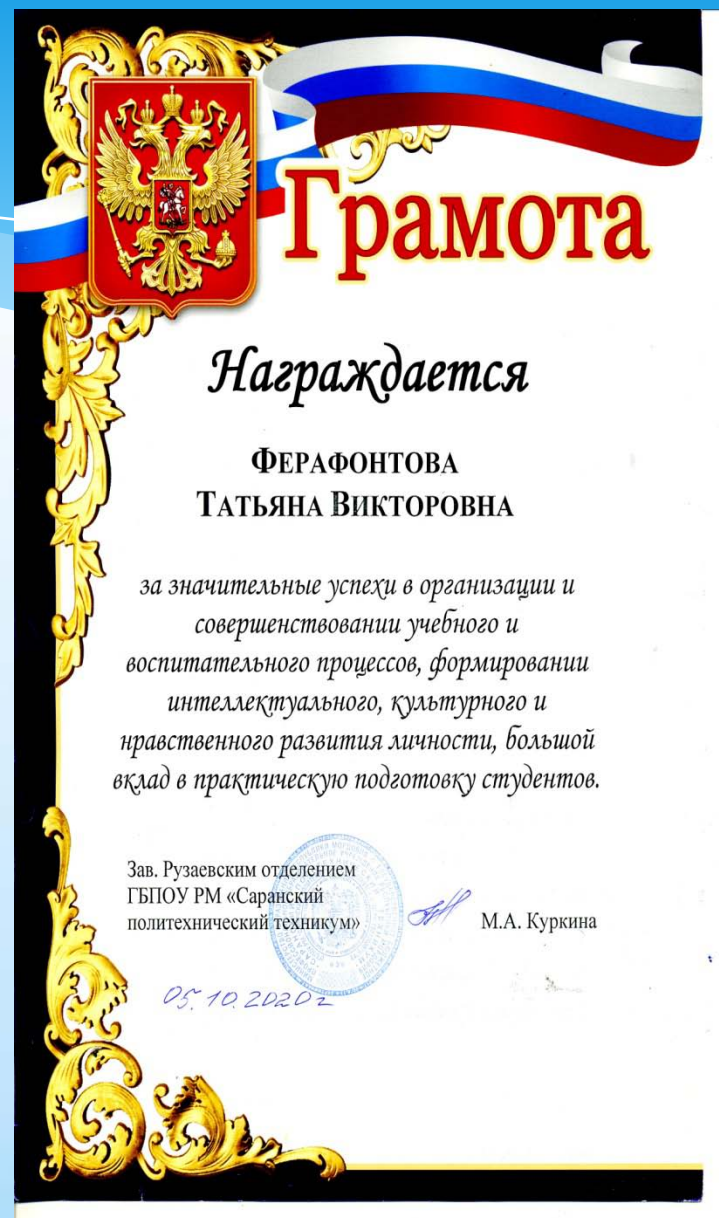 Грамота
Награждается
Ферафонтова
Татьяна Викторовна
за значительные успехи в организации и
совершенствовании учебного и
воспитательного процессов, формировании
интеллектуального, культурного и
нравственного развития личности, большой
вклад в практическую подготовку студентов.
Зав. Рузаевским отделением
ГБПОУ РМ «Саранский
политехнический техникум»
М.А. Куркина
05.10.2020г